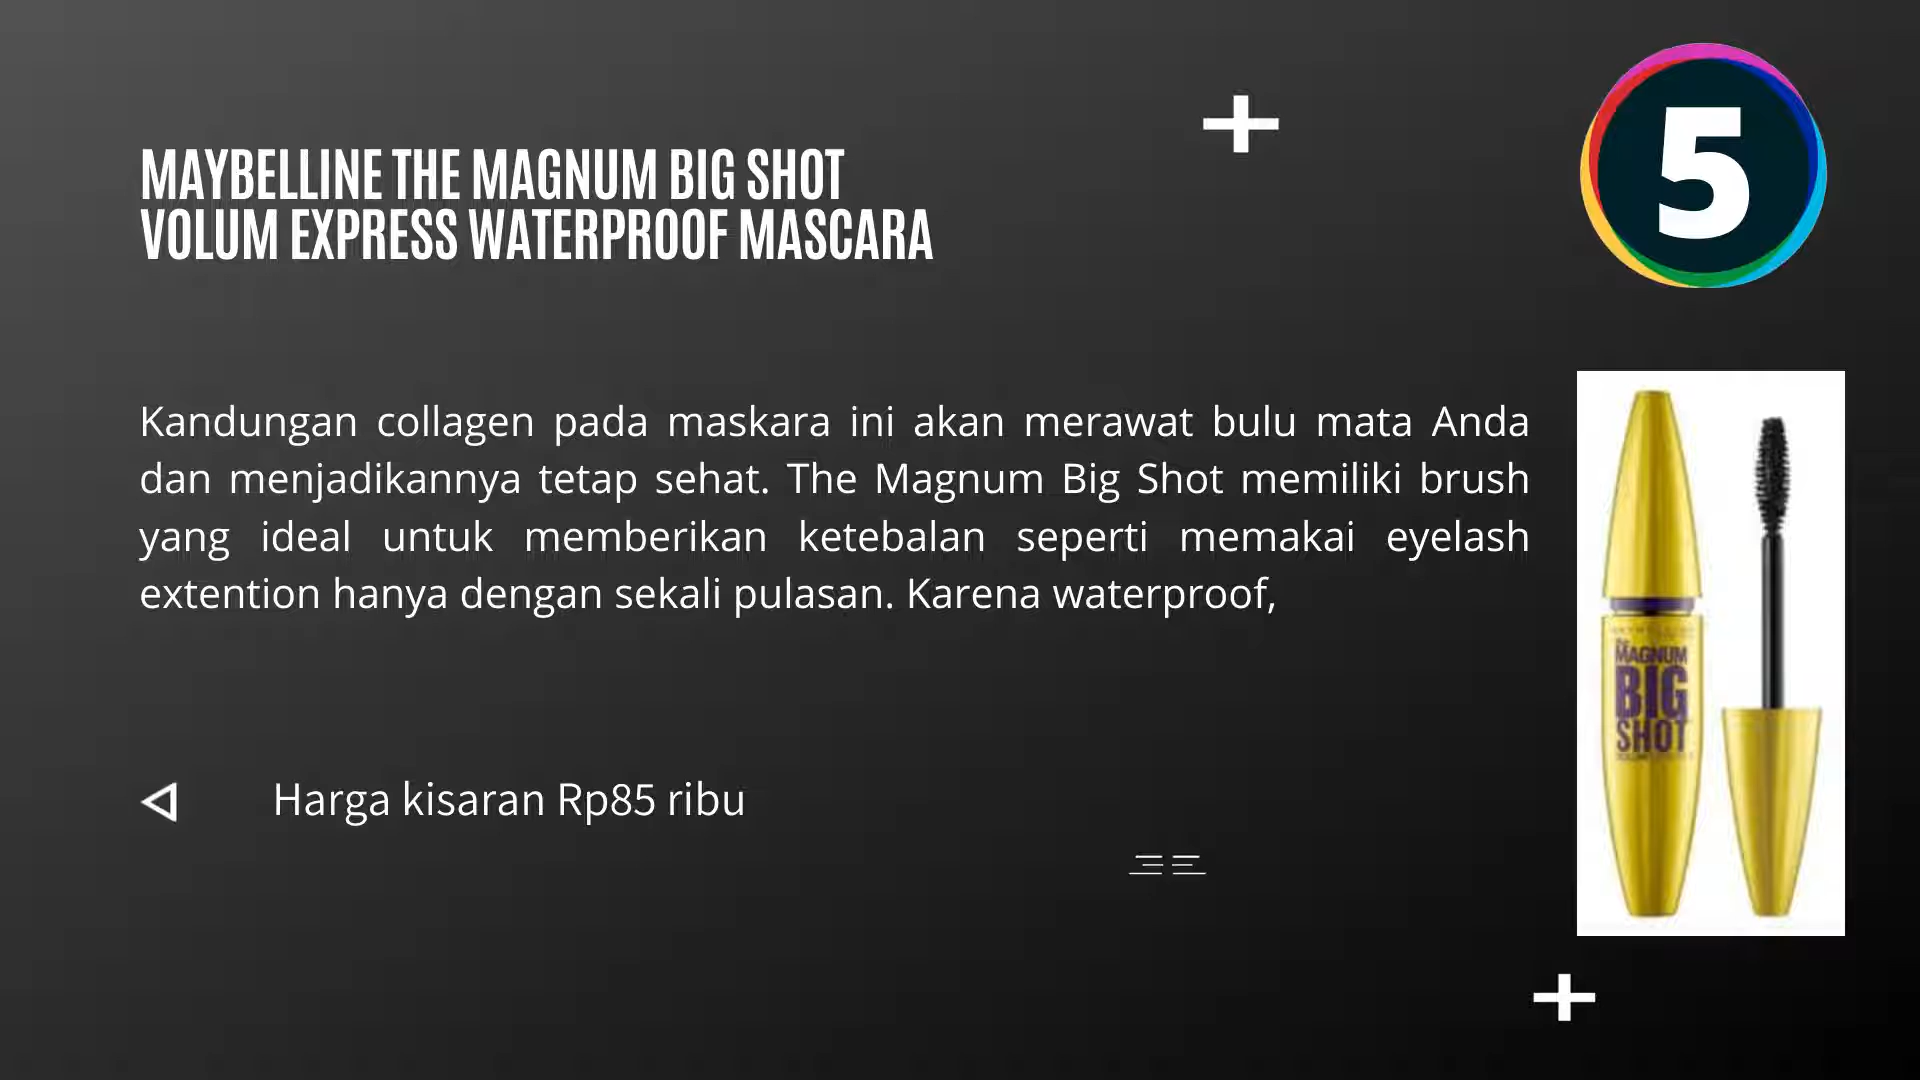 5
MAYBELLINE THE MAGNUM BIG SHOT
VOLUM EXPRESS WATERPROOF MASCARA
Kandungan collagen pada maskara ini akan merawat bulu mata Anda
dan menjadikannya tetap sehat. The Magnum Big Shot memiliki brush
yang ideal untuk memberikan ketebalan seperti memakai eyelash
extention hanya dengan sekali pulasan. Karena waterproof,
Harga kisaran Rp85 ribu
MAGNUM
BIG
SHOT